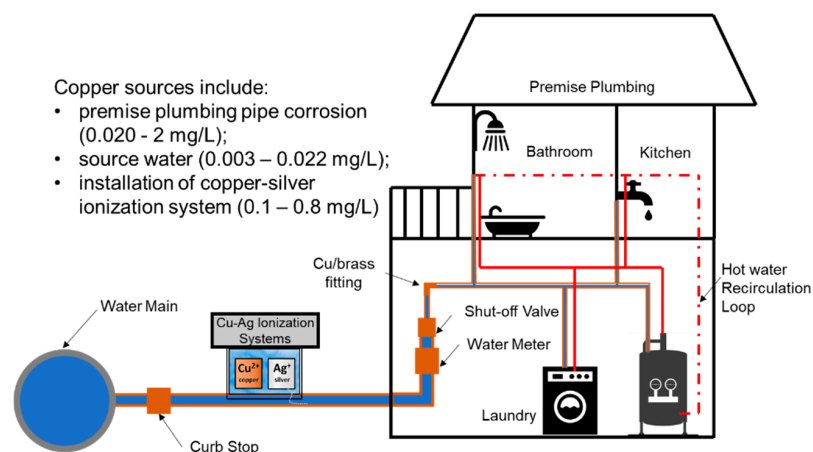 Copper sources include:
• premise plumbing pipe corrosion
(0.020 - 2 mg/L);
• source water (0.003 – 0.022 mg/L);
• installation of copper-silver
ionization system (0.1 – 0.8 mg/L)
Premise Plumbing
Bathroom
Kitchen
Cu/brass
fitting
Hot water
Recirculation
Loop
Water Main
Cu-Ag Ionization
Systems
Shut-off Valve
Water Meter
Cu²⁺
copper
Ag⁺
silver
Laundry
Curb Stop